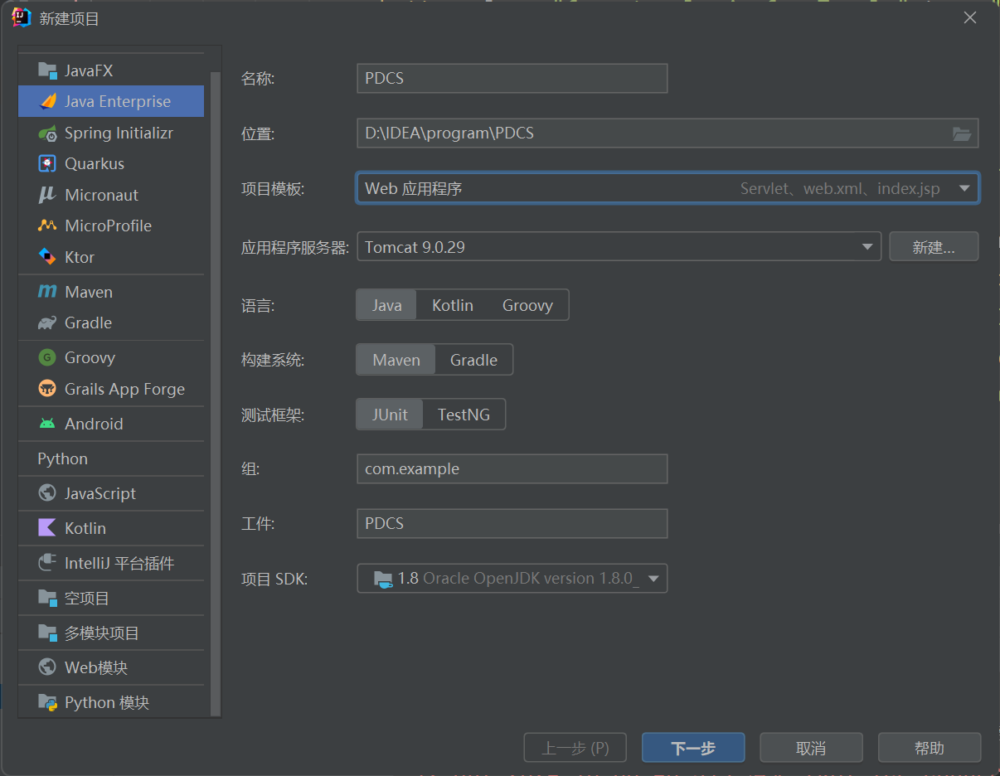 新建项目
JavaFX
Java Enterprise
Spring Initializr
Quarkus
Micronaut
MicroProfile
Ktor
Maven
Gradle
Groovy
Grails App Forge
Android
Python
JavaScript
Kotlin
IntelliJ 平台插件
空项目
多模块项目
Web模块
Python 模块
名称: PDCS
位置: D:\IDEA\program\PDCS
项目模板: Web 应用程序 Servlet、web.xml、index.jsp
应用程序服务器: Tomcat 9.0.29 新建...
语言: Java Kotlin Groovy
构建系统: Maven Gradle
测试框架: JUnit TestNG
组: com.example
工件: PDCS
项目 SDK: 1.8 Oracle OpenJDK version 1.8.0_
上一步 (P) 下一步 取消 帮助